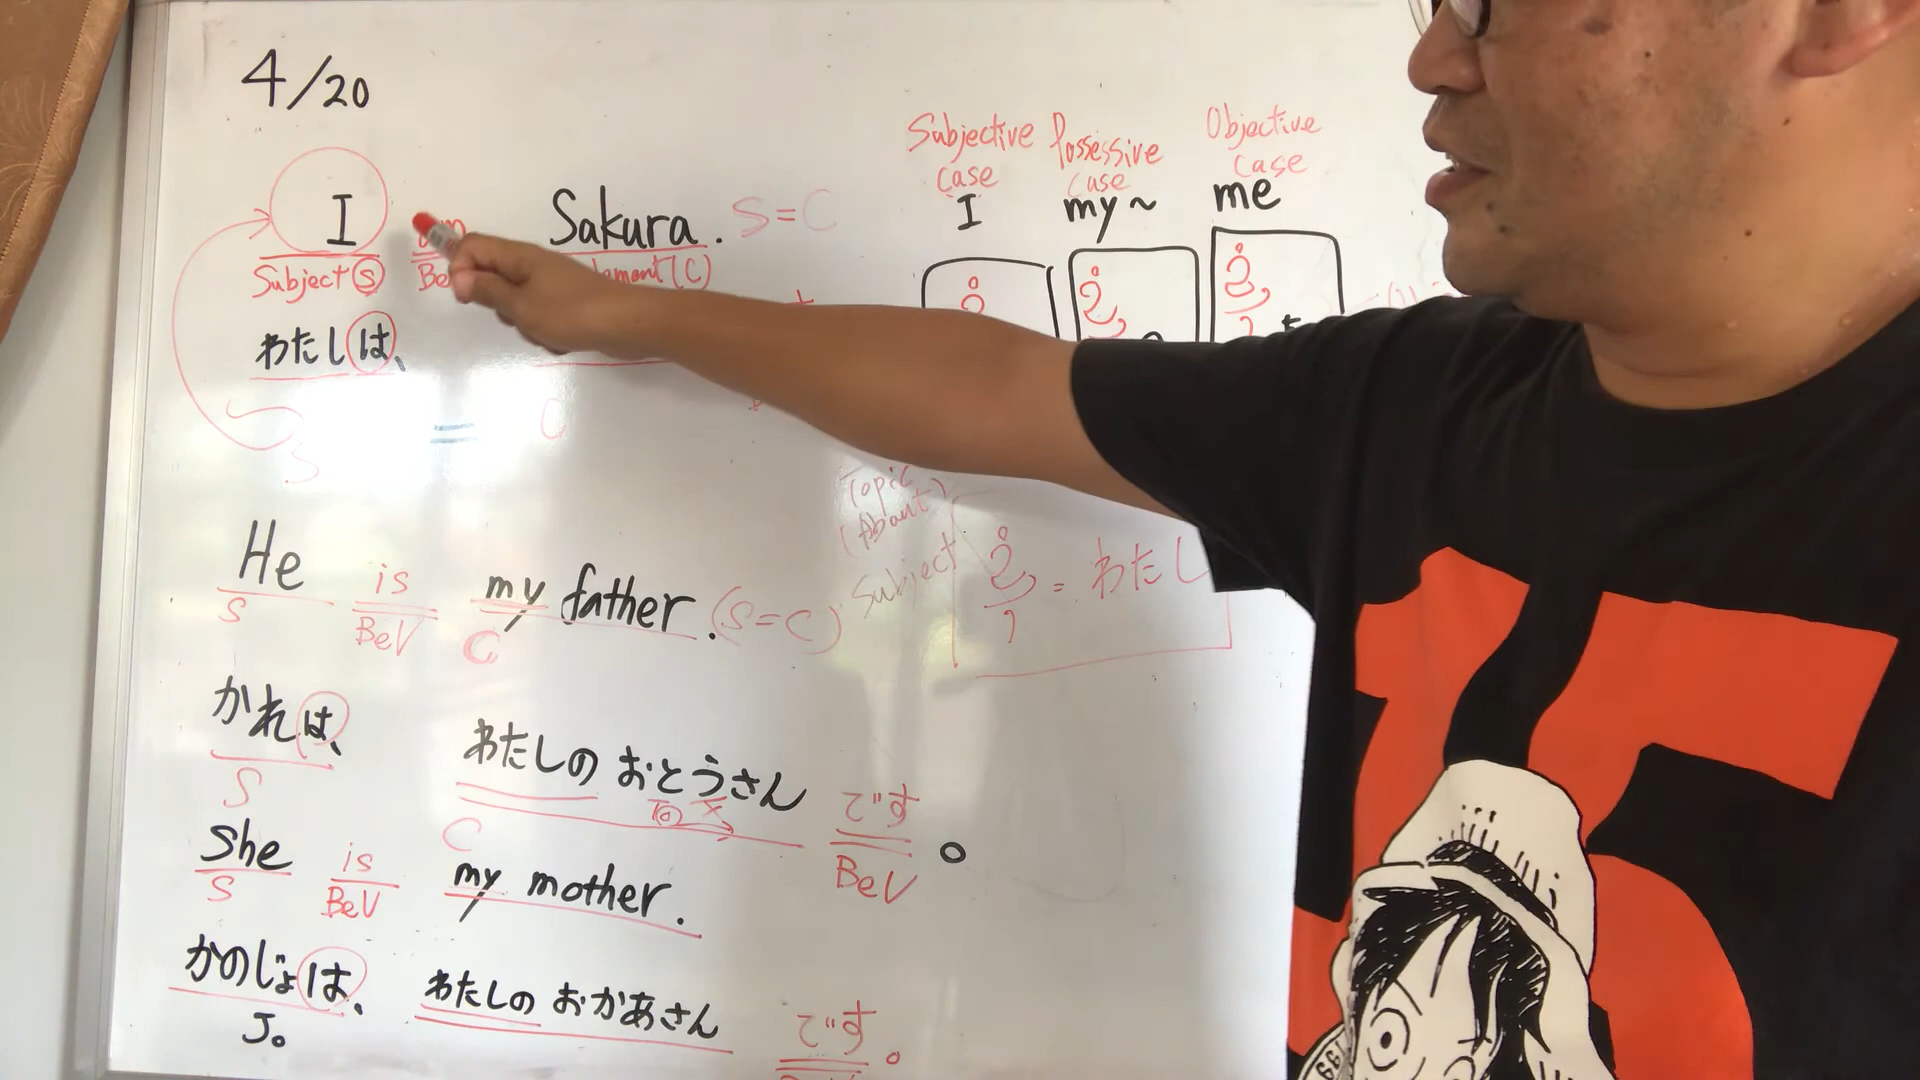 4/20
I am Sakura. S=C
Subject(S) Be
lement(C)
わたしは、
S = C
Subjective case
I
Possessive case
my~
Objective case
me
Topic
(About)
Subject
= わたし
He is my father. (S=C)
S BeV C
かれは、 わたしの おとうさん です。
S C BeV
She is my mother.
S BeV
かのじょは、 わたしの おかあさん です。
J。